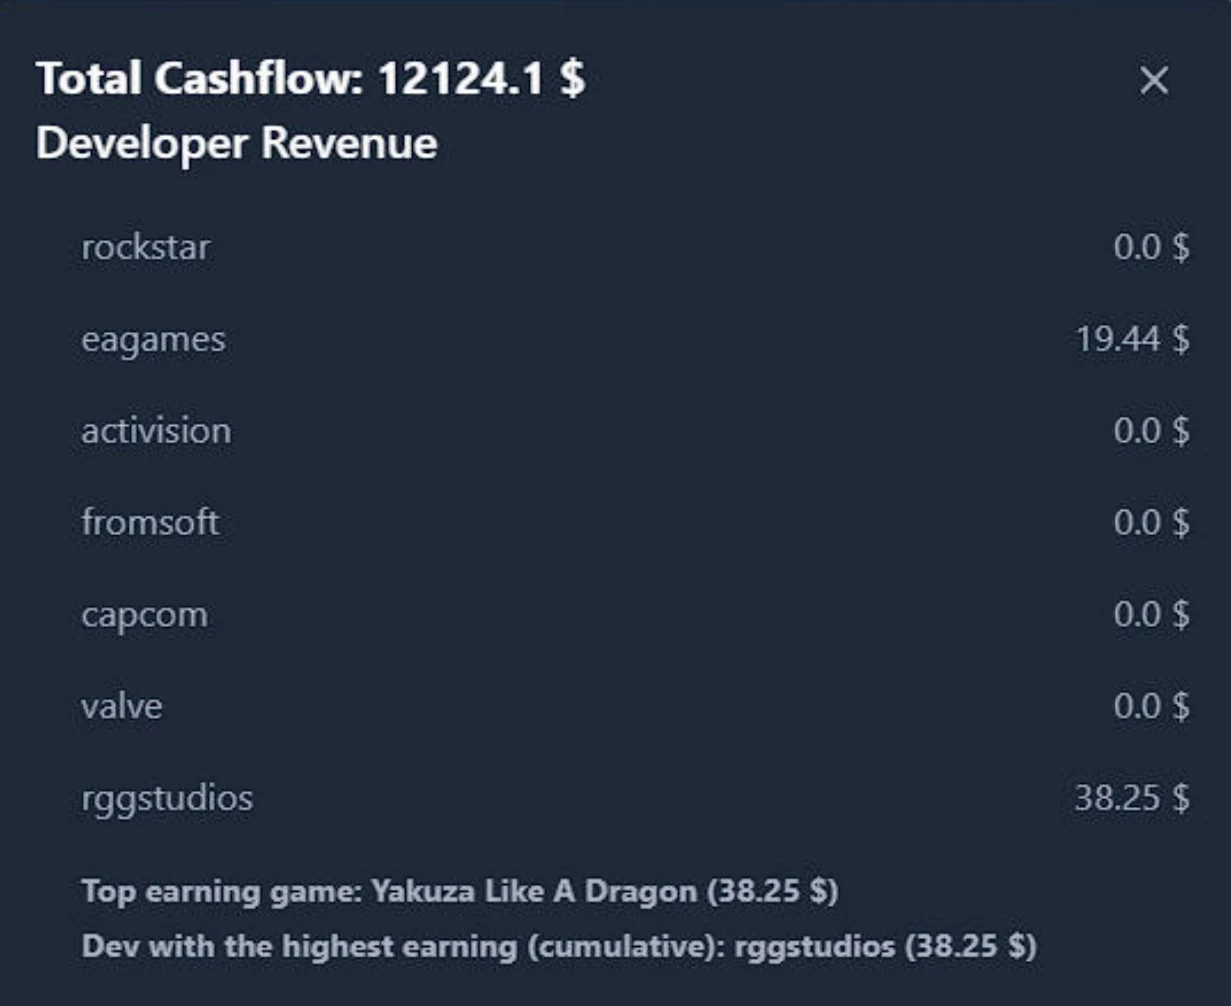 Total Cashflow: 12124.1 $
Developer Revenue
rockstar 0.0 $
eagames 19.44 $
activision 0.0 $
fromsoft 0.0 $
capcom 0.0 $
valve 0.0 $
rggstudios 38.25 $
Top earning game: Yakuza Like A Dragon (38.25 $)
Dev with the highest earning (cumulative): rggstudios (38.25 $)